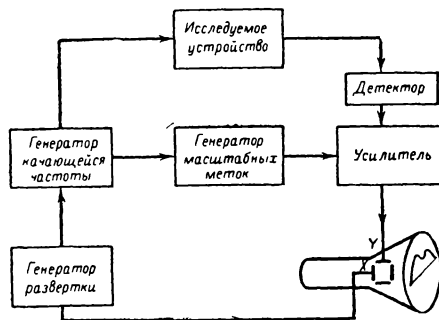 Исследуемое
устройство
Детектор
Генератор
качающейся
частоты
Генератор
масштабных
меток
Усилитель
Y
X
Генератор
развертки